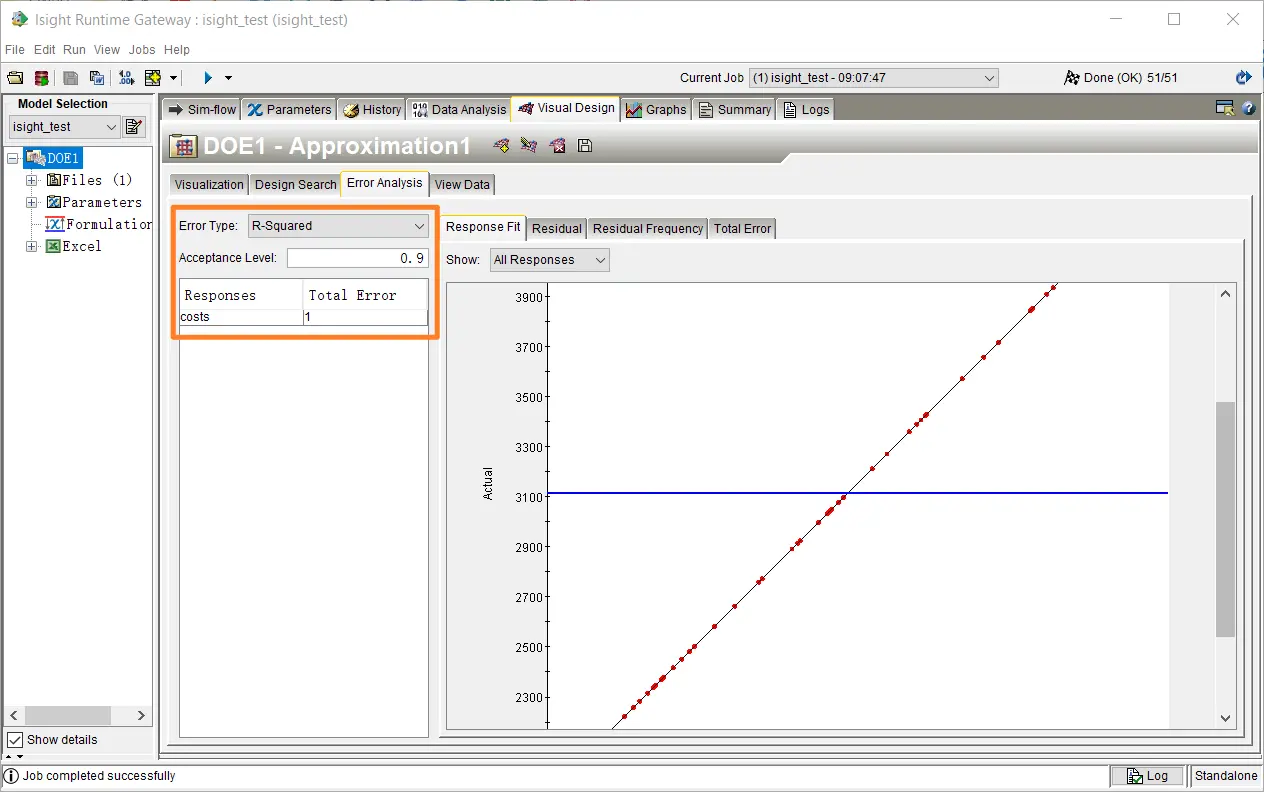 Isight Runtime Gateway : isight_test (isight_test)
File Edit Run View Jobs Help
Current Job (1) isight_test - 09:07:47 Done (OK) 51/51
Model Selection
isight_test
DOE1
Files (1)
Parameters
Formulation
Excel
Show details
Sim-flow Parameters History Data Analysis Visual Design Graphs Summary Logs
DOE1 - Approximation1
Visualization Design Search Error Analysis View Data
Error Type: R-Squared
Acceptance Level: 0.9
Responses Total Error
costs 1
Response Fit Residual Residual Frequency Total Error
Show: All Responses
Actual
3900
3700
3500
3300
3100
2900
2700
2500
2300
Job completed successfully
Log Standalone